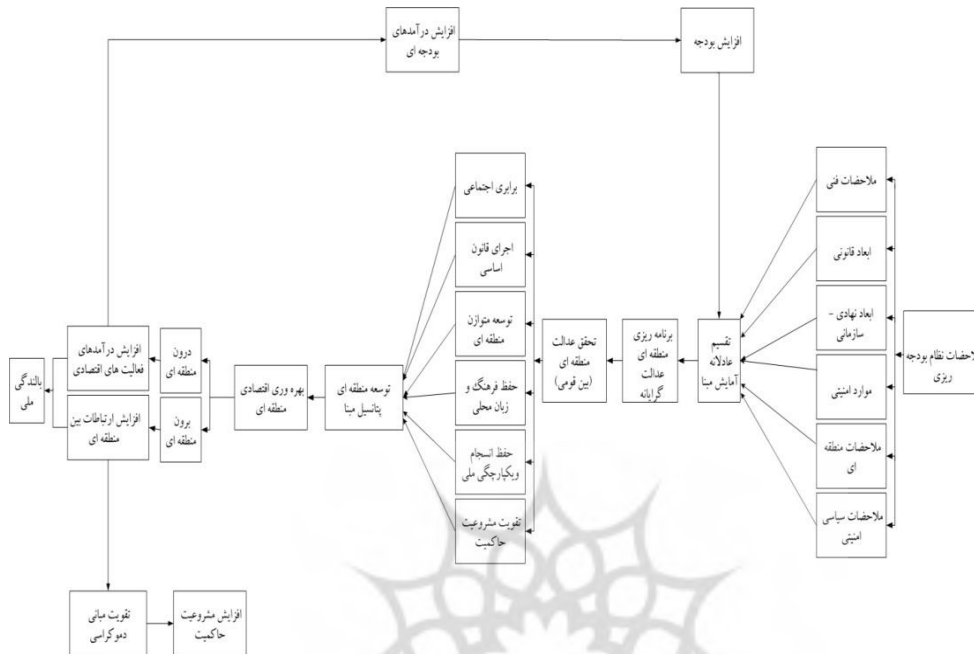 افزایش درآمدهای
بودجه ای
افزایش بودجه
لاحضات نظام بودجه
ریزی
ملاحضات فنی
ابعاد قانونی
ابعاد نهادی -
سازمانی
موارد امنیتی
ملاحضات منطقه
ای
ملاحضات سیاسی
امنیتی
تقسیم
عادلانه
آمایش مبنا
برنامه ریزی
منطقه ای
عدالت
گرایانه
تحقق عدالت
منطقه ای
(بین قومی)
برابری اجتماعی
اجرای قانون
اساسی
توسعه متوازن
منطقه ای
حفظ فرهنگ و
زبان محلی
حفظ انسجام
ویکپارچگی ملی
تقویت مشروعیت
حاکمیت
توسعه منطقه ای
پتانسیل مبنا
بهره وری اقتصادی
منطقه ای
درون
منطقه ای
برون
منطقه ای
افزایش درآمدهای
فعالیت های اقتصادی
افزایش ارتباطات بین
منطقه ای
بالندگی
ملی
تقویت مبانی
دموکراسی
افزایش مشروعیت
حاکمیت